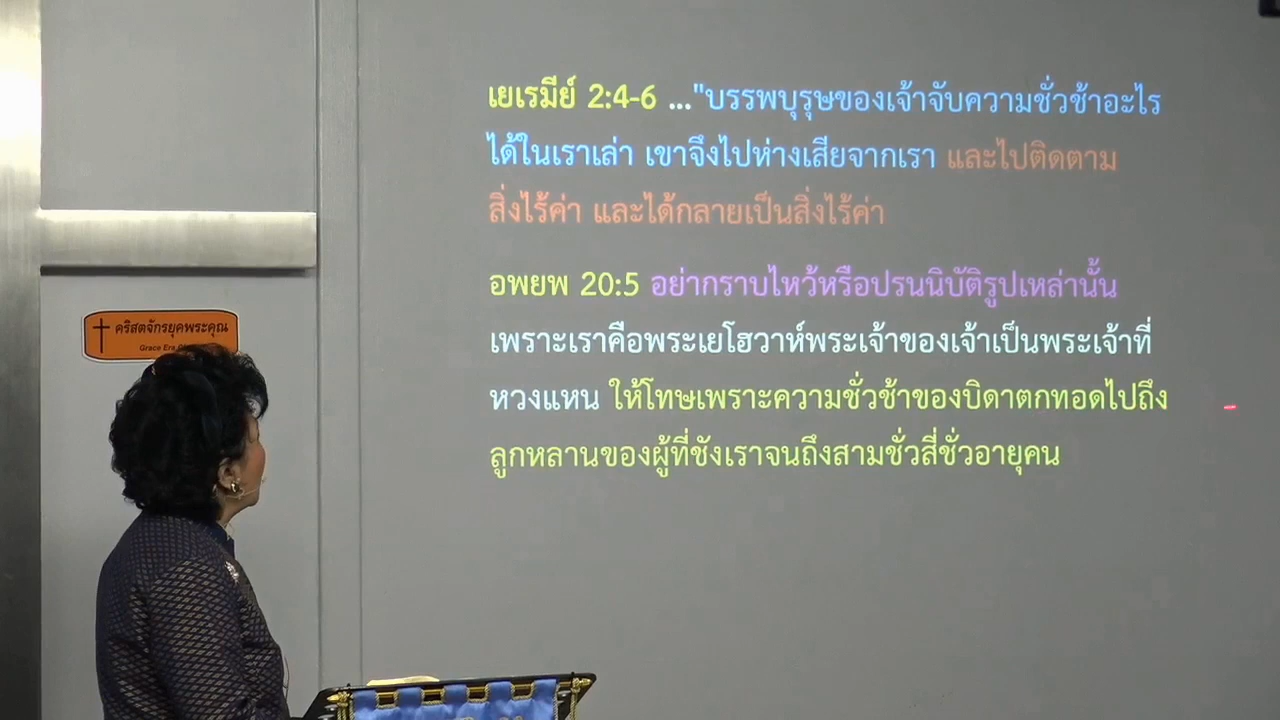 เยเรมีย์ 2:4-6 ..."บรรพบุรุษของเจ้าจับความชั่วช้าอะไร
ได้ในเราเล่า เขาจึงไปห่างเสียจากเรา และไปติดตาม
สิ่งไร้ค่า และได้กลายเป็นสิ่งไร้ค่า
อพยพ 20:5 อย่ากราบไหว้หรือปรนนิบัติรูปเหล่านั้น
เพราะเราคือพระเยโฮวาห์พระเจ้าของเจ้าเป็นพระเจ้าที่
หวงแหน ให้โทษเพราะความชั่วช้าของบิดาตกทอดไปถึง
ลูกหลานของผู้ที่ชังเราจนถึงสามชั่วสี่ชั่วอายุคน
คริสตจักรยุคพระคุณ
Grace Era